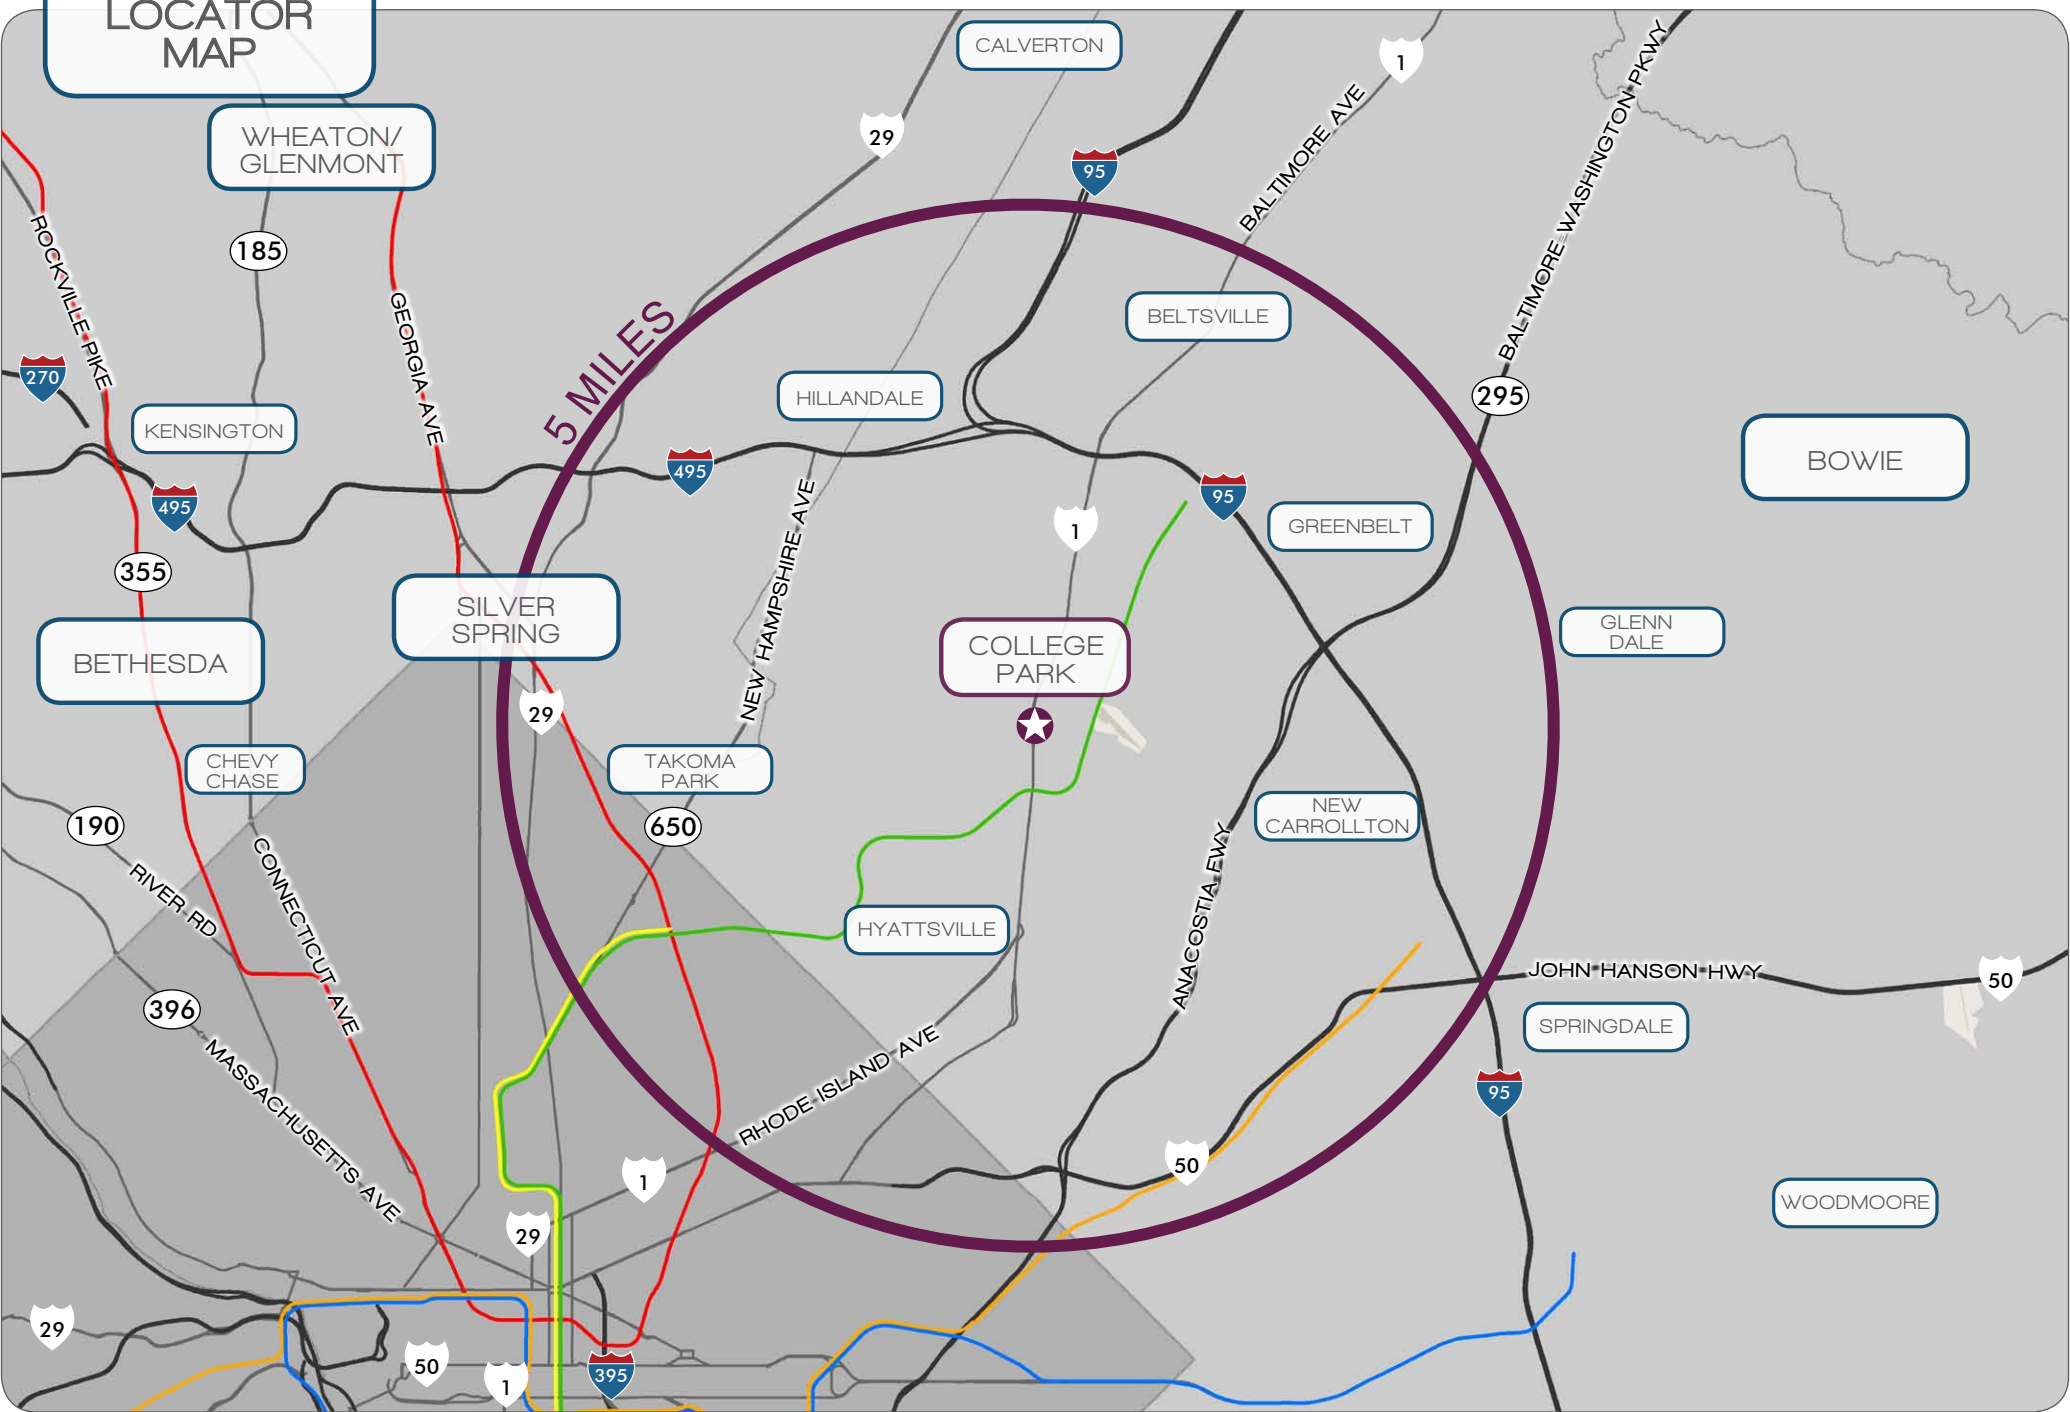 LOCATOR
MAP
CALVERTON
1
29
WHEATON/
GLENMONT
95
BALTIMORE AVE
BALTIMORE WASHINGTON PKWY
185
ROCKVILLE PIKE
GEORGIA AVE
5 MILES
BELTSVILLE
270
HILLANDALE
295
KENSINGTON
BOWIE
495
495
95
1
GREENBELT
NEW HAMPSHIRE AVE
355
SILVER
SPRING
COLLEGE
PARK
GLENN
DALE
BETHESDA
29
CHEVY
CHASE
TAKOMA
PARK
NEW
CARROLLTON
190
650
RIVER RD
CONNECTICUT AVE
ANACOSTIA FWY
HYATTSVILLE
JOHN HANSON HWY
50
396
MASSACHUSETTS AVE
RHODE ISLAND AVE
SPRINGDALE
95
50
1
WOODMOORE
29
29
50
1
395